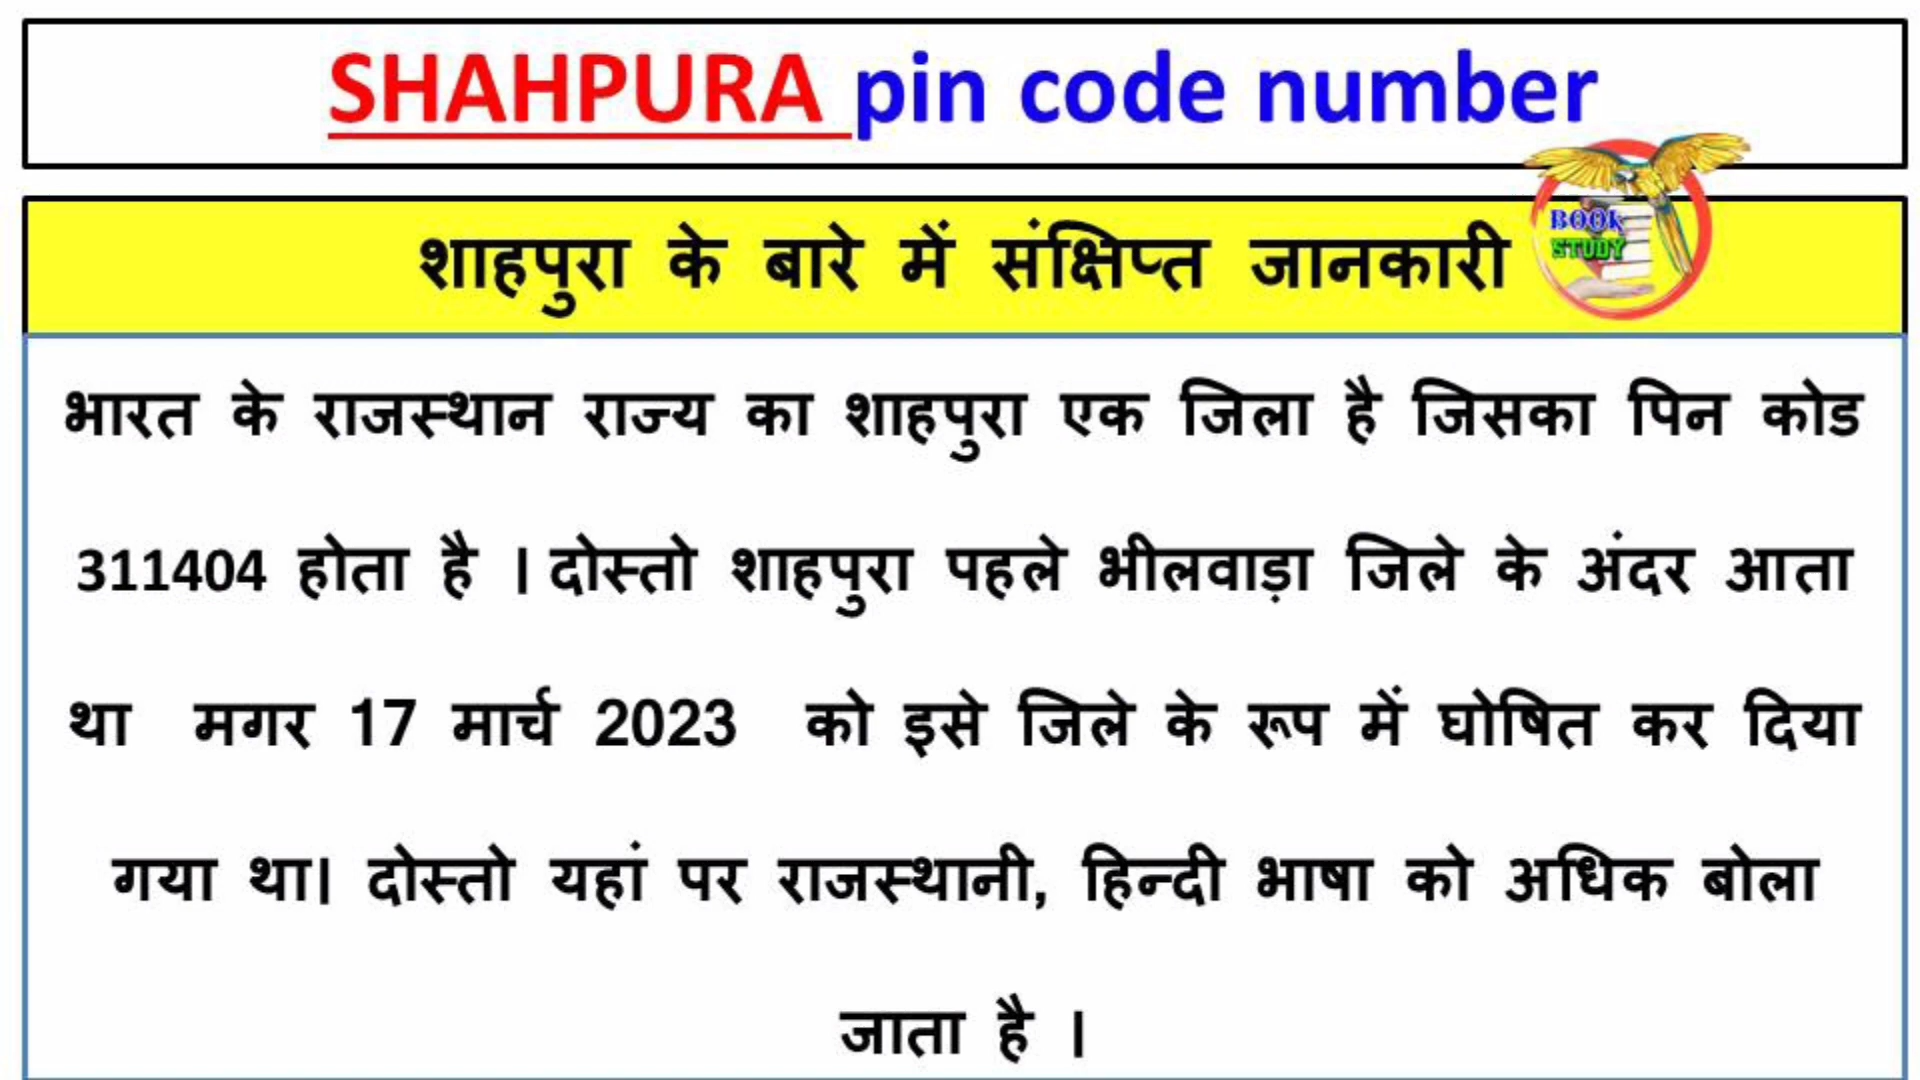 SHAHPURA pin code number
BOOK
STUDY
शाहपुरा के बारे में संक्षिप्त जानकारी
भारत के राजस्थान राज्य का शाहपुरा एक जिला है जिसका पिन कोड
311404 होता है । दोस्तो शाहपुरा पहले भीलवाड़ा जिले के अंदर आता
था मगर 17 मार्च 2023 को इसे जिले के रूप में घोषित कर दिया
गया था। दोस्तो यहां पर राजस्थानी, हिन्दी भाषा को अधिक बोला
जाता है ।